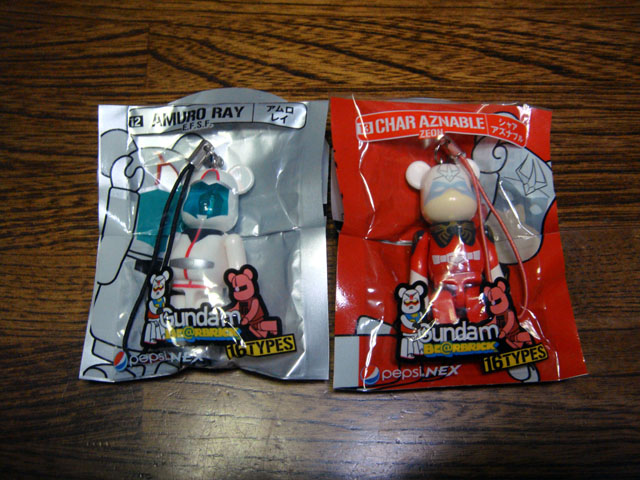 12 AMURO RAY
E.F.S.F.
アムロ
レイ
Gundam
BE@RBRICK
16TYPES
pepsi NEX
13 CHAR AZNABLE
ZEON
シャア
アズナブル
Gundam
BE@RBRICK
16TYPES
pepsi NEX